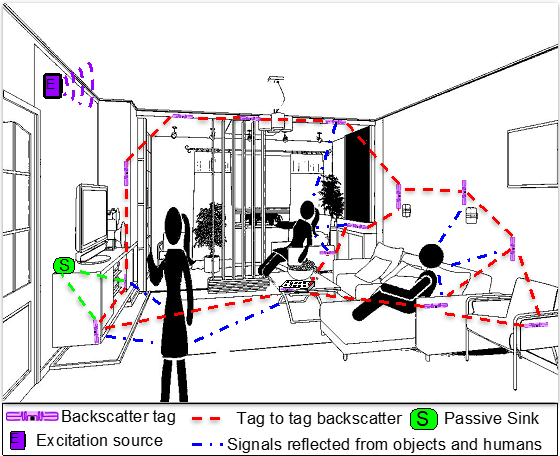 E
S
Backscatter tag Tag to tag backscatter S Passive Sink
E Excitation source Signals reflected from objects and humans